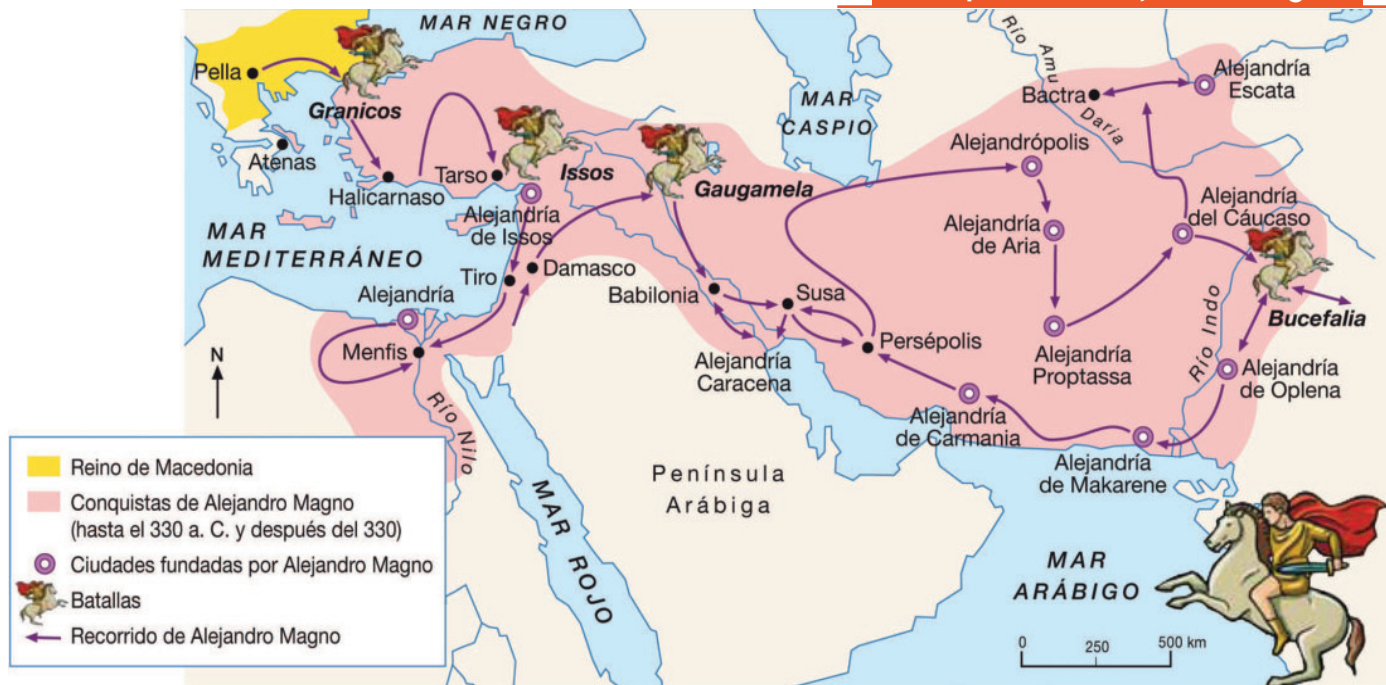 MAR NEGRO
Pella
Granicos
Atenas
Halicarnaso
Tarso
Issos
Alejandría
de Issos
Gaugamela
MAR
CASPIO
Río Amu
Daría
Bactra
Alejandría
Escata
Alejandrópolis
Alejandría
de Aria
Alejandría
del Cáucaso
MAR
MEDITERRÁNEO
Tiro
Damasco
Alejandría
Menfis
Babilonia
Susa
Persépolis
Alejandría
Caracena
Alejandría
Proptassa
Río Indo
Bucefalia
Alejandría
de Oplena
Alejandría
de Carmania
Alejandría
de Makarene
N
Río Nilo
MAR ROJO
Península
Arábiga
MAR
ARÁBIGO
0 250 500 km
Reino de Macedonia
Conquistas de Alejandro Magno
(hasta el 330 a. C. y después del 330)
Ciudades fundadas por Alejandro Magno
Batallas
Recorrido de Alejandro Magno